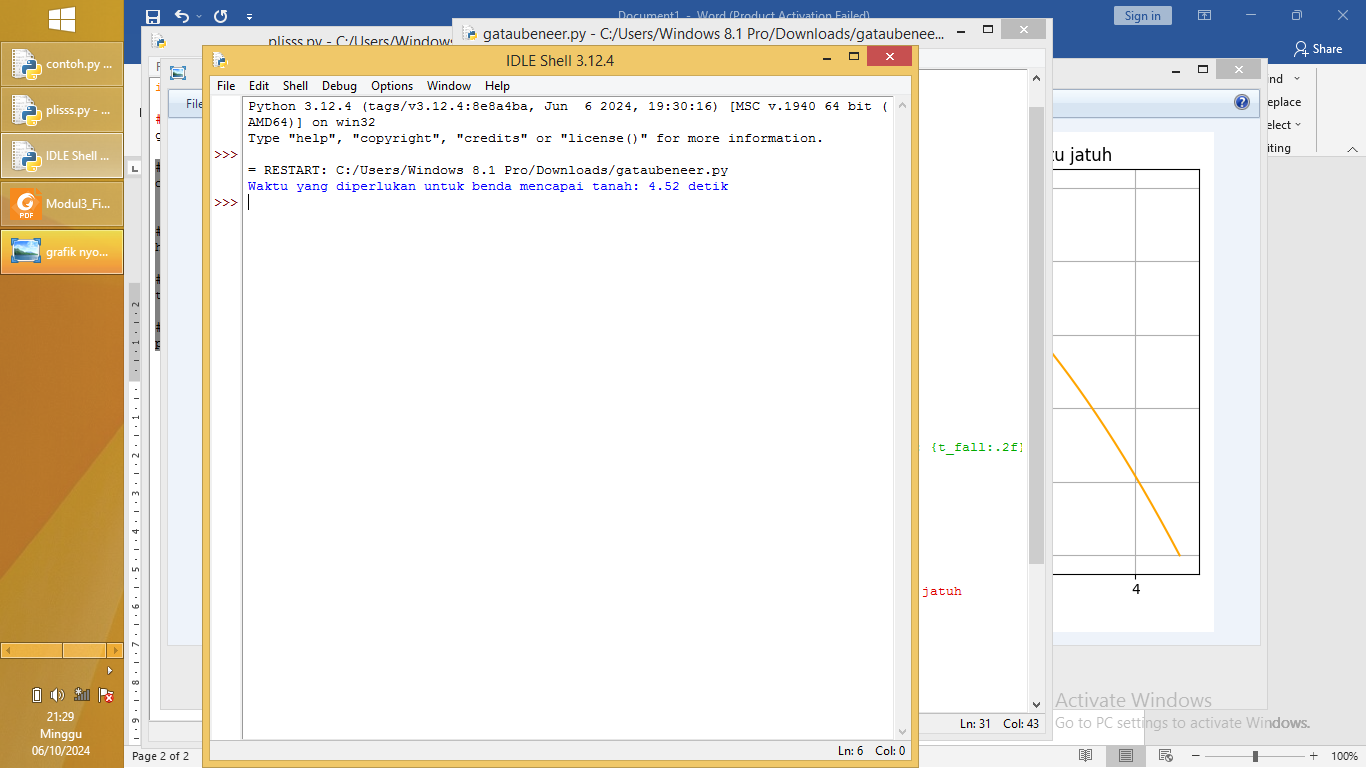 Document1 - Word (Product Activation Failed)
Sign in
Share
plisss.py - C:/Users/Windows
gataubeneer.py - C:/Users/Windows 8.1 Pro/Downloads/gataubenee...
IDLE Shell 3.12.4
File Edit Shell Debug Options Window Help
Python 3.12.4 (tags/v3.12.4:8e8a4ba, Jun  6 2024, 19:30:16) [MSC v.1940 64 bit (
AMD64)] on win32
Type "help", "copyright", "credits" or "license()" for more information.
>>>
= RESTART: C:/Users/Windows 8.1 Pro/Downloads/gataubeneer.py
Waktu yang diperlukan untuk benda mencapai tanah: 4.52 detik
>>>
Ln: 6 Col: 0
contoh.py ...
plisss.py - ...
IDLE Shell ...
PDF
Modul3_Fi...
grafik nyo...
File
nd
eplace
elect
iting
u jatuh
4
: {t_fall:.2f}
jatuh
Ln: 31 Col: 43
Activate Windows
Go to PC settings to activate Windows.
21:29
Minggu
06/10/2024
Page 2 of 2
100%